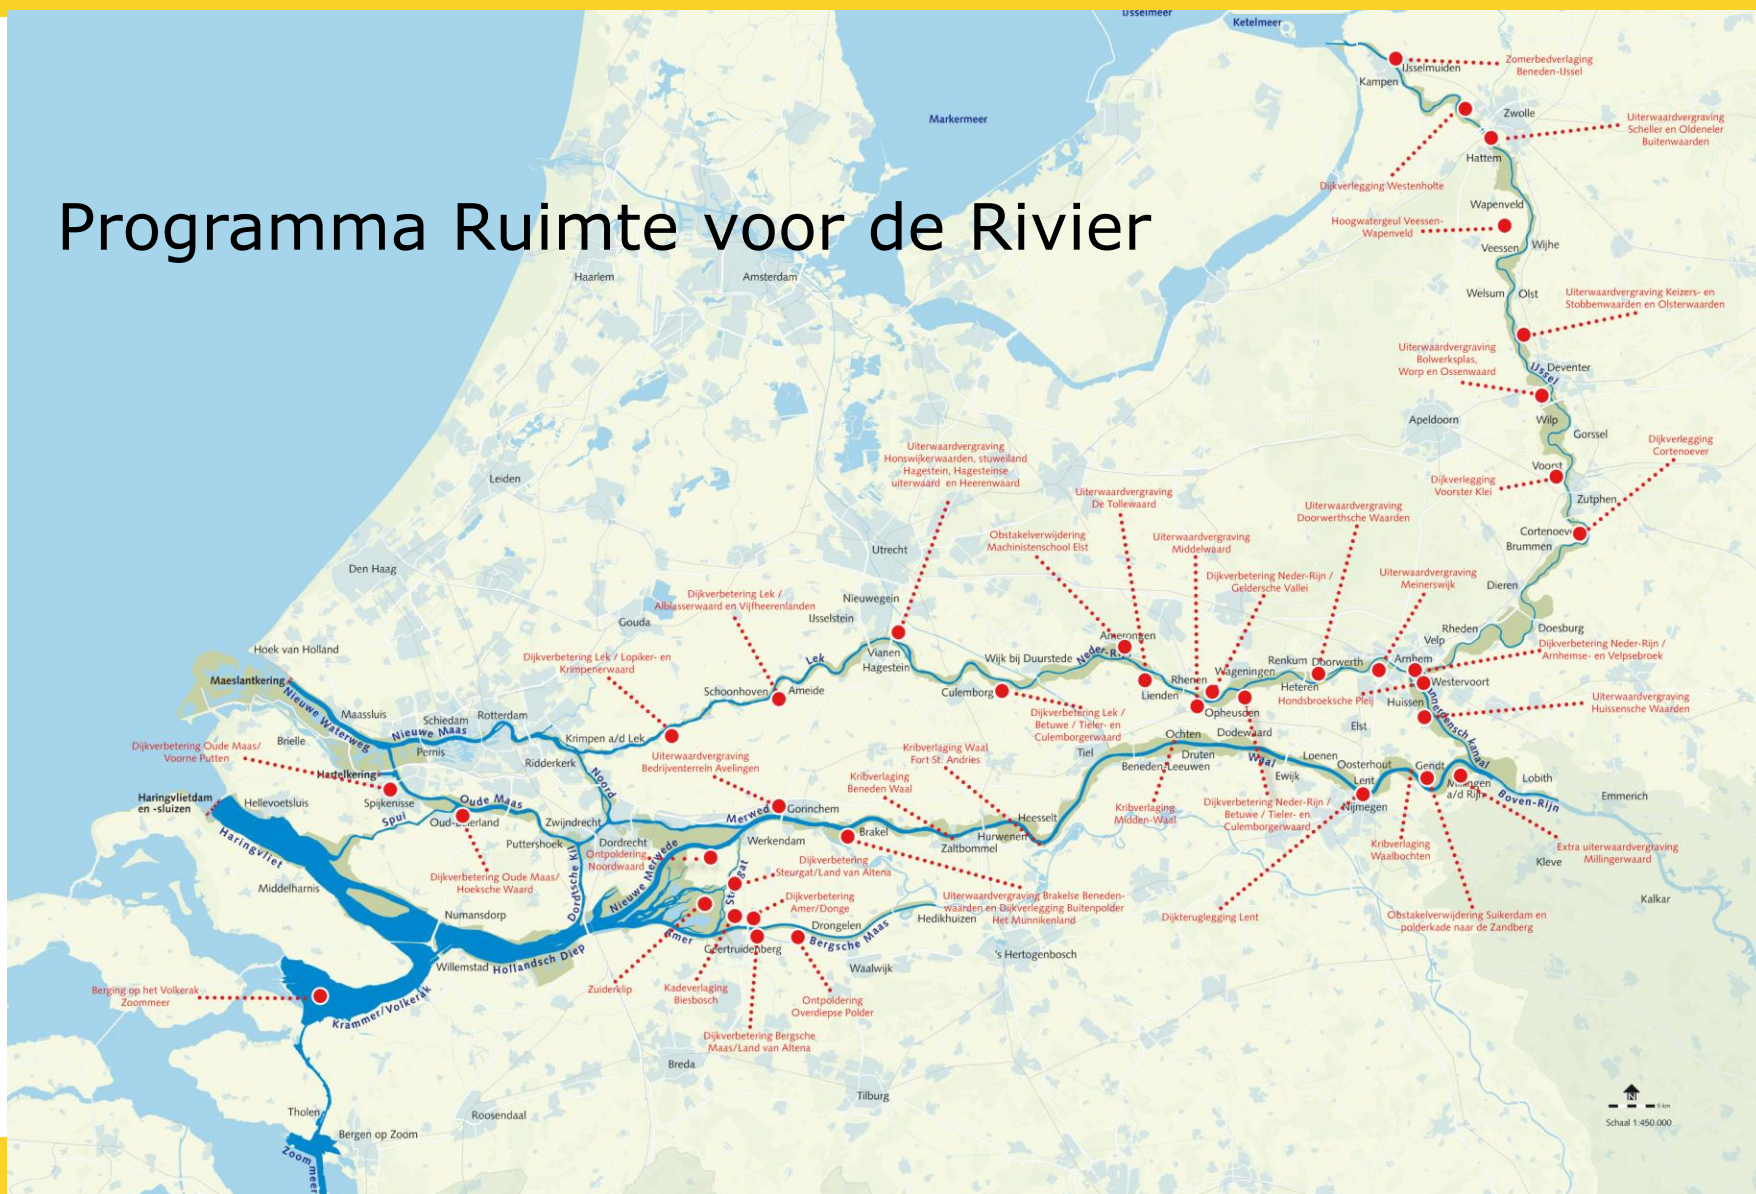 IJsselmeer
Ketelmeer
Zomerbedverlaging
Beneden-IJssel
IJsselmuiden
Kampen
Markermeer
Zwolle
Uiterwaardvergraving
Scheller en Oldeneler
Buitenwaarden
Hattem
Dijkverlegging Westenholte
Programma Ruimte voor de Rivier
Wapenveld
Hoogwatergeul Veessen-
Wapenveld
Veessen
Wijhe
Haarlem
Amsterdam
Welsum
Olst
Uiterwaardvergraving Keizers- en
Stobbenwaarden en Olsterwaarden
Uiterwaardvergraving
Bolwerksplas,
Worp en Ossenwaard
IJssel
Deventer
Apeldoorn
Wilp
Gorssel
Dijkverlegging
Cortenoever
Uiterwaardvergraving
Honswijkerwaarden, stuweiland
Hagestein, Hagesteinse
uiterwaard en Heerenwaard
Leiden
Voorst
Dijkverlegging
Voorster Klei
Zutphen
Uiterwaardvergraving
De Tollewaard
Uiterwaardvergraving
Doorwerthsche Waarden
Obstakelverwijdering
Machinistenschool Elst
Uiterwaardvergraving
Middelwaard
Cortenoever
Brummen
Utrecht
Den Haag
Dijkverbetering Neder-Rijn /
Geldersche Vallei
Uiterwaardvergraving
Meinerswijk
Dieren
Dijkverbetering Lek /
Alblasserwaard en Vijfheerenlanden
Nieuwegein
IJsselstein
Gouda
Rheden
Doesburg
Velp
Amerongen
Hoek van Holland
Dijkverbetering Lek / Lopiker- en
Krimpenerwaard
Lek
Vianen
Hagestein
Wijk bij Duurstede
Neder-Rijn
Renkum
Doorwerth
Arnhem
Dijkverbetering Neder-Rijn /
Arnhemse- en Velpsebroek
Maeslantkering
Schoonhoven
Ameide
Culemborg
Rhenen
Lienden
Wageningen
Heteren
Hondsbroeksche Pleij
Westervoort
Huissen
Uiterwaardvergraving
Huissensche Waarden
Nieuwe Waterweg
Maassluis
Schiedam
Rotterdam
Nieuwe Maas
Pernis
Krimpen a/d Lek
Dijkverbetering Lek /
Betuwe / Tieler- en
Culemborgerwaard
Opheusden
Dodewaard
Ochten
Elst
Pannerdensch kanaal
Brielle
Dijkverbetering Oude Maas/
Voorne Putten
Ridderkerk
Uiterwaardvergraving
Bedrijventerrein Avelingen
Kribverlaging Waal
Fort St. Andries
Tiel
Beneden-Leeuwen
Druten
Waal
Loenen
Oosterhout
Ewijk
Gendt
Lent
Nijmegen
Millingen
a/d Rijn
Lobith
Boven-Rijn
Emmerich
Hartelkering
Haringvlietdam
en -sluizen
Hellevoetsluis
Spijkenisse
Oude Maas
Noord
Kribverlaging
Beneden Waal
Gorinchem
Merwede
Spui
Oud-Beierland
Zwijndrecht
Kribverlaging
Midden-Waal
Dijkverbetering Neder-Rijn /
Betuwe / Tieler- en
Culemborgerwaard
Heesselt
Brakel
Hurwenen
Zaltbommel
Haringvliet
Puttershoek
Dordrecht
Ontpoldering
Noordwaard
Werkendam
Kribverlaging
Waalbochten
Extra uiterwaardvergraving
Millingerwaard
Kleve
Dijkverbetering Oude Maas/
Hoeksche Waard
Dordtsche Kil
Nieuwe Merwede
Steurgat
Dijkverbetering
Steurgat/Land van Altena
Middelharnis
Dijkverbetering
Amer/Donge
Uiterwaardvergraving Brakelse Beneden-
waarden en Dijkverlegging Buitenpolder
Het Munnikenland
Dijkteruglegging Lent
Obstakelverwijdering Suikerdam en
polderkade naar de Zandberg
Kalkar
Numansdorp
Hedikhuizen
Drongelen
Amer
Geertruidenberg
Bergsche Maas
Willemstad
Hollandsch Diep
Waalwijk
's Hertogenbosch
Berging op het Volkerak
Zoommeer
Krammer/Volkerak
Zuiderklip
Kadeverlaging
Biesbosch
Ontpoldering
Overdiepse Polder
Dijkverbetering Bergsche
Maas/Land van Altena
Breda
Tilburg
Tholen
Roosendaal
Bergen op Zoom
Zoom meer
N
5 km
Schaal 1:450.000